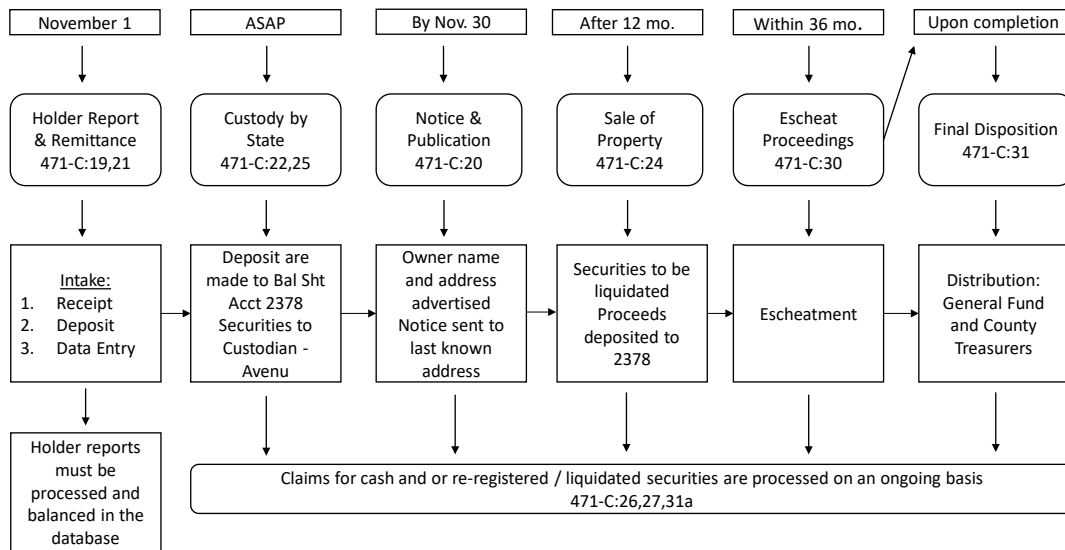 November 1
ASAP
By Nov. 30
After 12 mo.
Within 36 mo.
Upon completion
Holder Report
& Remittance
471-C:19,21
Custody by
State
471-C:22,25
Notice &
Publication
471-C:20
Sale of
Property
471-C:24
Escheat
Proceedings
471-C:30
Final Disposition
471-C:31
Intake:
1. Receipt
2. Deposit
3. Data Entry
Deposit are
made to Bal Sht
Acct 2378
Securities to
Custodian -
Avenu
Owner name
and address
advertised
Notice sent to
last known
address
Securities to be
liquidated
Proceeds
deposited to
2378
Escheatment
Distribution:
General Fund
and County
Treasurers
Holder reports
must be
processed and
balanced in the
database
Claims for cash and or re-registered / liquidated securities are processed on an ongoing basis
471-C:26,27,31a